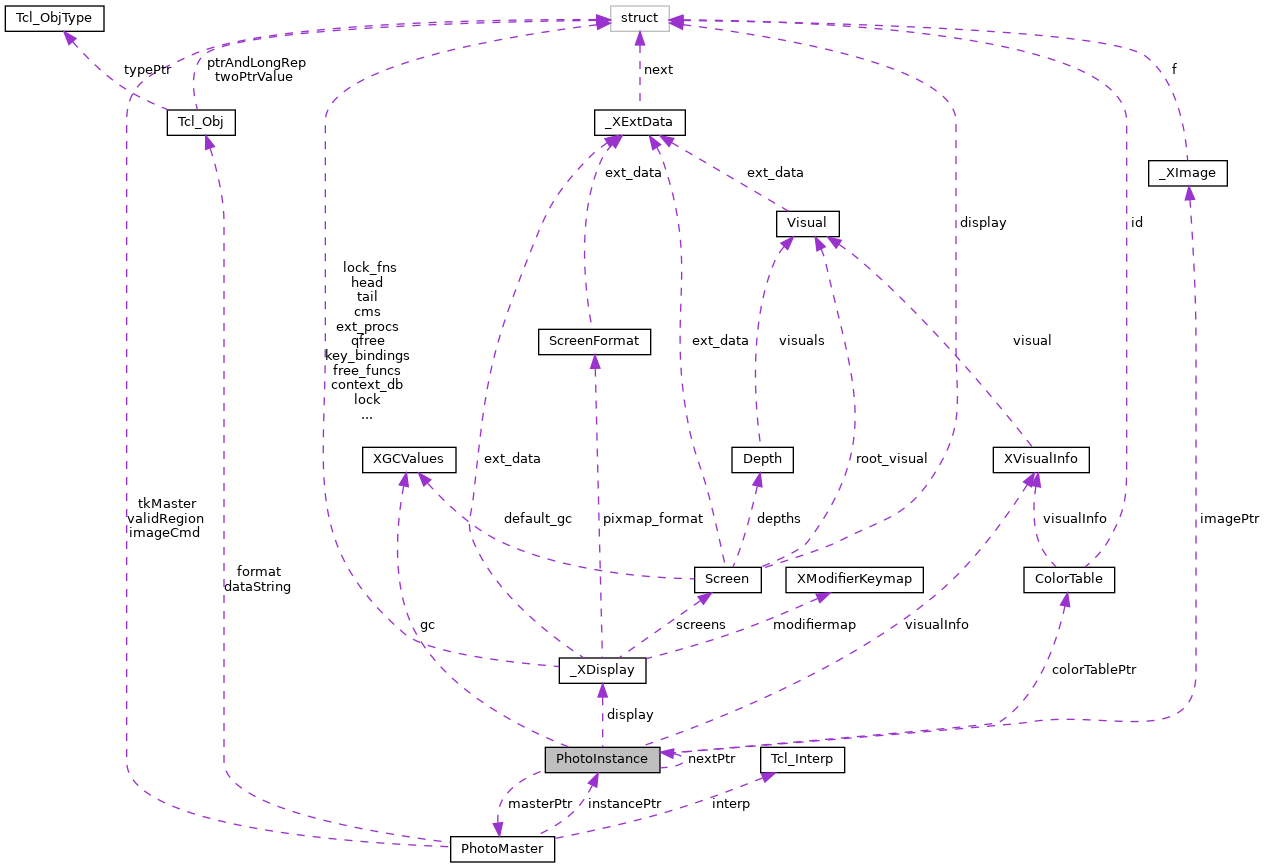 Tcl_ObjType
struct
typePtr
ptrAndLongRep
twoPtrValue
next
f
Tcl_Obj
_XExtData
_XImage
ext_data
ext_data
Visual
display
id
lock_fns
head
tail
cms
ext_procs
qfree
key_bindings
free_funcs
context_db
lock
...
ScreenFormat
ext_data
visuals
visual
XGCValues
ext_data
Depth
root_visual
XVisualInfo
tkMaster
validRegion
imageCmd
default_gc
pixmap_format
depths
visualInfo
imagePtr
format
dataString
Screen
XModifierKeymap
ColorTable
gc
screens
modifiermap
visualInfo
_XDisplay
colorTablePtr
display
PhotoInstance
nextPtr
Tcl_Interp
masterPtr
instancePtr
interp
PhotoMaster